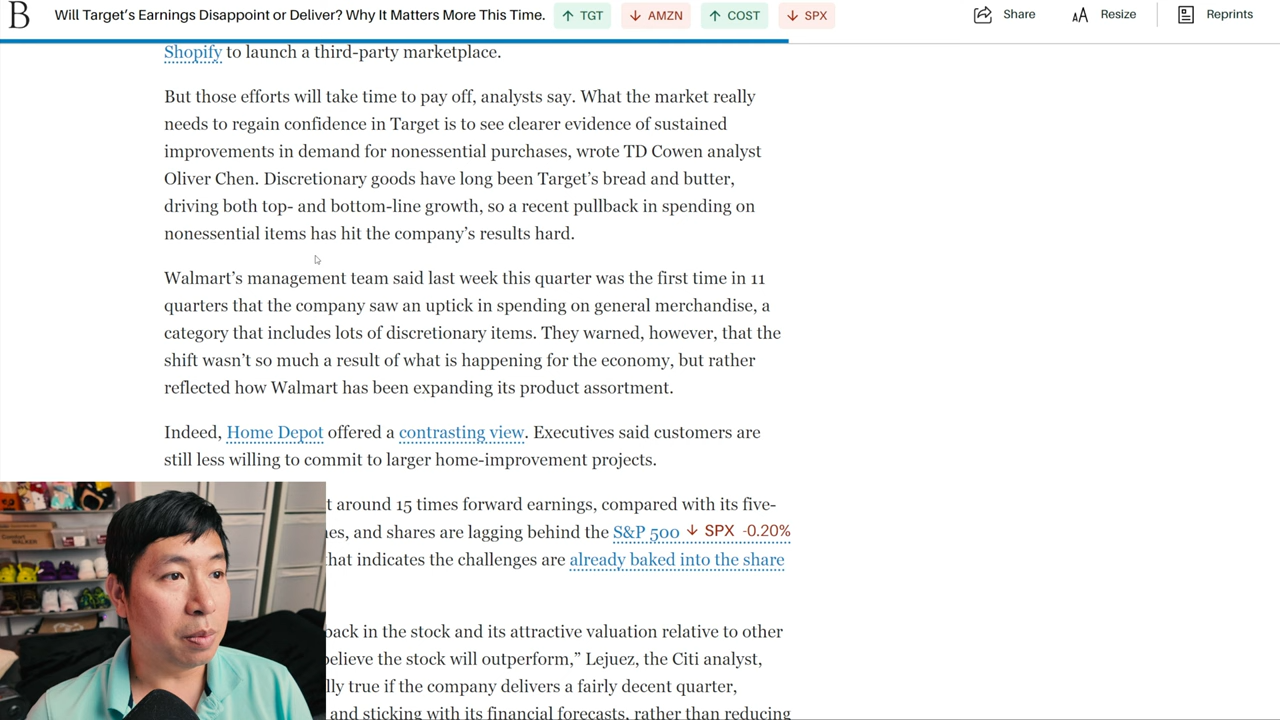 B Will Target’s Earnings Disappoint or Deliver? Why It Matters More This Time. ↑ TGT ↓ AMZN ↑ COST ↓ SPX Share AA Resize Reprints
Shopify to launch a third-party marketplace.
But those efforts will take time to pay off, analysts say. What the market really
needs to regain confidence in Target is to see clearer evidence of sustained
improvements in demand for nonessential purchases, wrote TD Cowen analyst
Oliver Chen. Discretionary goods have long been Target’s bread and butter,
driving both top- and bottom-line growth, so a recent pullback in spending on
nonessential items has hit the company’s results hard.
Walmart’s management team said last week this quarter was the first time in 11
quarters that the company saw an uptick in spending on general merchandise, a
category that includes lots of discretionary items. They warned, however, that the
shift wasn’t so much a result of what is happening for the economy, but rather
reflected how Walmart has been expanding its product assortment.
Indeed, Home Depot offered a contrasting view. Executives said customers are
still less willing to commit to larger home-improvement projects.
t around 15 times forward earnings, compared with its five-
nes, and shares are lagging behind the S&P 500 ↓ SPX -0.20%
that indicates the challenges are already baked into the share
back in the stock and its attractive valuation relative to other
believe the stock will outperform,” Lejuez, the Citi analyst,
lly true if the company delivers a fairly decent quarter,
and sticking with its financial forecasts, rather than reducing
Comfort
WALKER